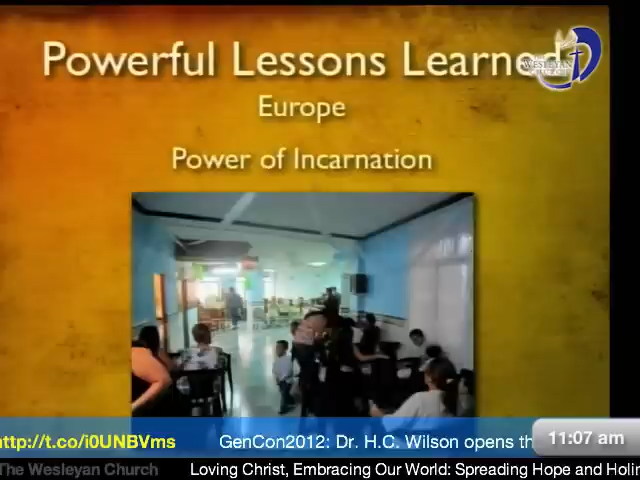 Powerful Lessons Learned
WESLEYAN
CHURCH
Europe
Power of Incarnation
http://t.co/i0UNBVms GenCon2012: Dr. H.C. Wilson opens th
11:07 am
The Wesleyan Church Loving Christ, Embracing Our World: Spreading Hope and Holin